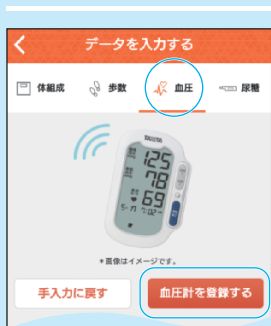 データを入力する
体組成
歩数
血圧
尿糖
TANITA
125
78
69
*画像はイメージです。
手入力に戻す
血圧計を登録する